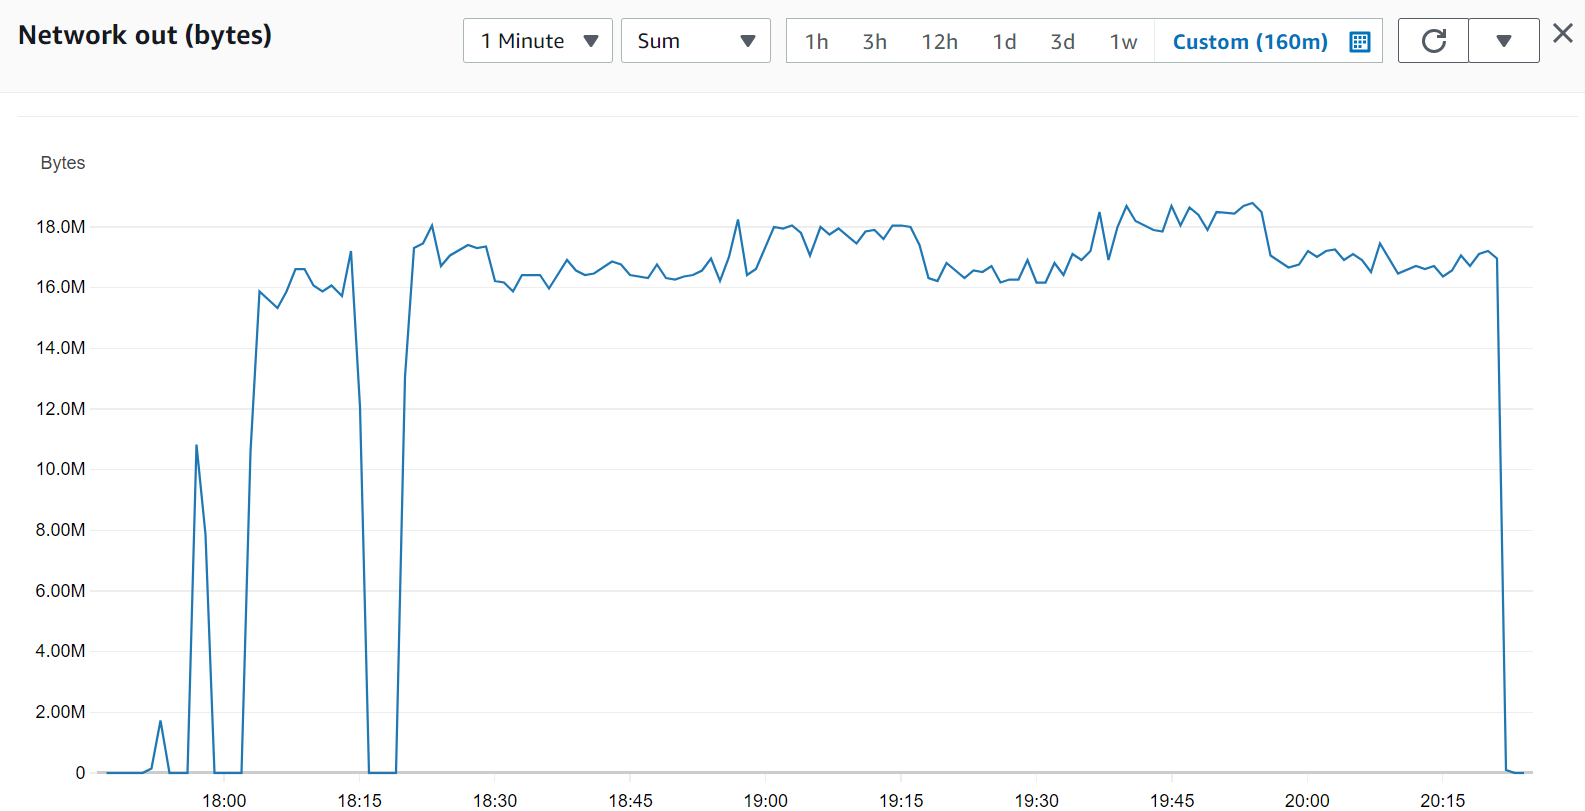 Network out (bytes)
1 Minute
Sum
1h 3h 12h 1d 3d 1w Custom (160m)
Bytes
18.0M
16.0M
14.0M
12.0M
10.0M
8.00M
6.00M
4.00M
2.00M
0
18:00 18:15 18:30 18:45 19:00 19:15 19:30 19:45 20:00 20:15